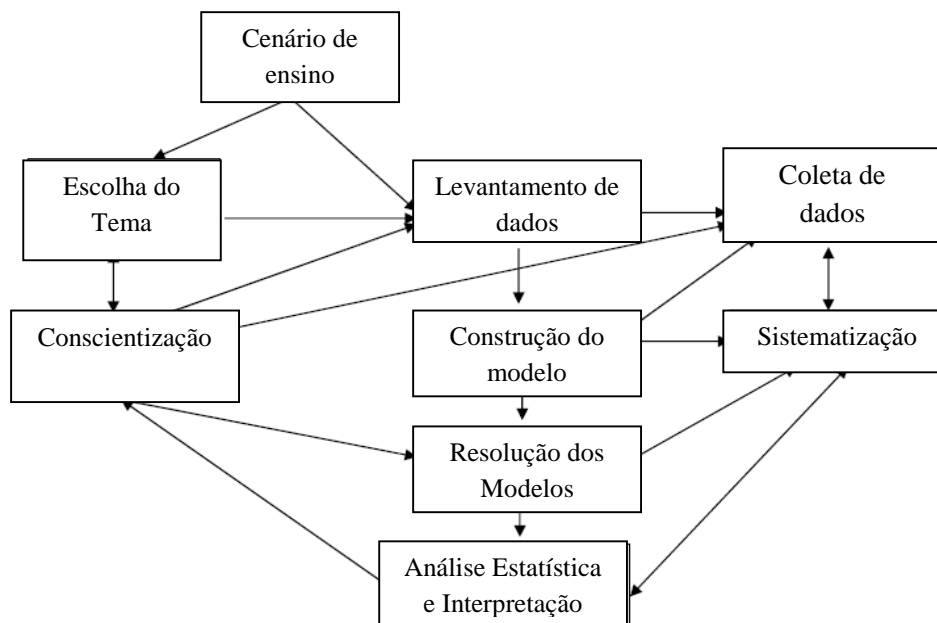 Cenário de
ensino
Escolha do
Tema
Levantamento de
dados
Coleta de
dados
Conscientização
Construção do
modelo
Sistematização
Resolução dos
Modelos
Análise Estatística
e Interpretação